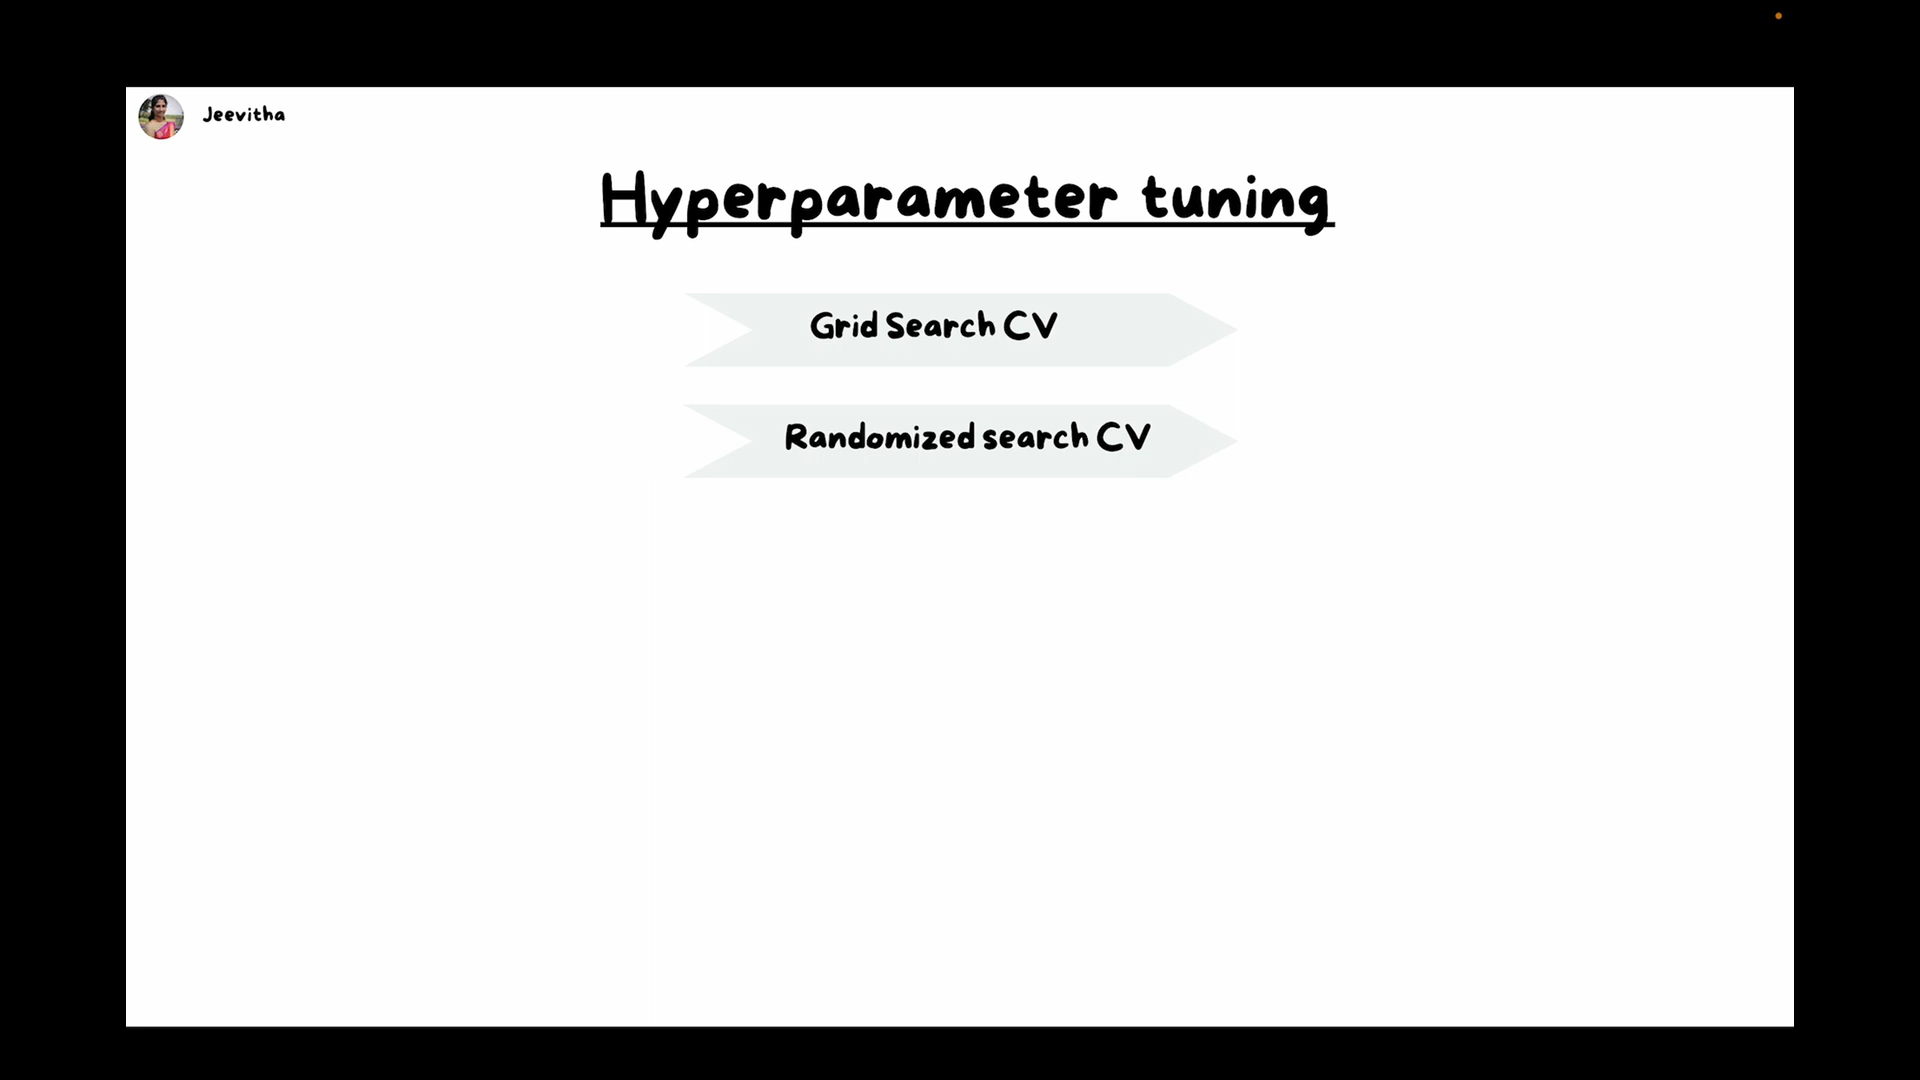 Jeevitha
Hyperparameter tuning
Grid Search CV
Randomized search CV